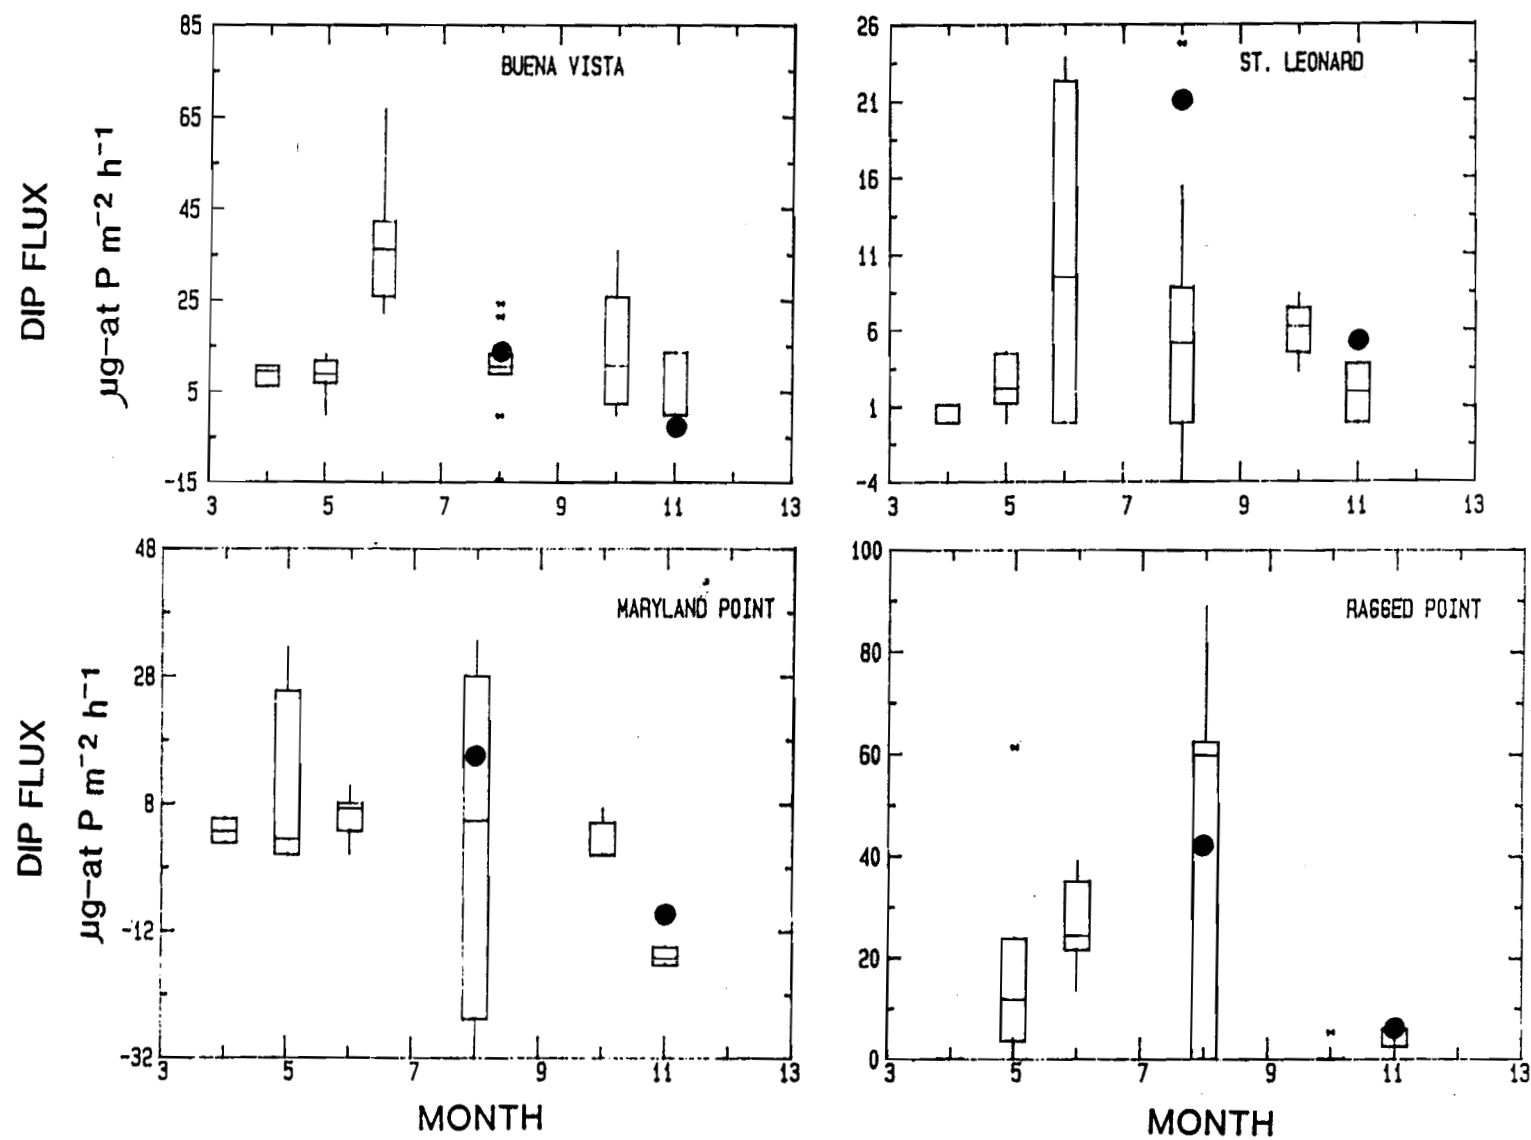 BUENA VISTA
DIP FLUX
µg-at P m⁻² h⁻¹
85
65
45
25
5
-15
3 5 7 9 11 13
ST. LEONARD
26
21
16
11
6
1
-4
3 5 7 9 11 13
MARYLAND POINT
DIP FLUX
µg-at P m⁻² h⁻¹
48
28
8
-12
-32
3 5 7 9 11 13
MONTH
RAGGED POINT
100
80
60
40
20
0
3 5 7 9 11 13
MONTH